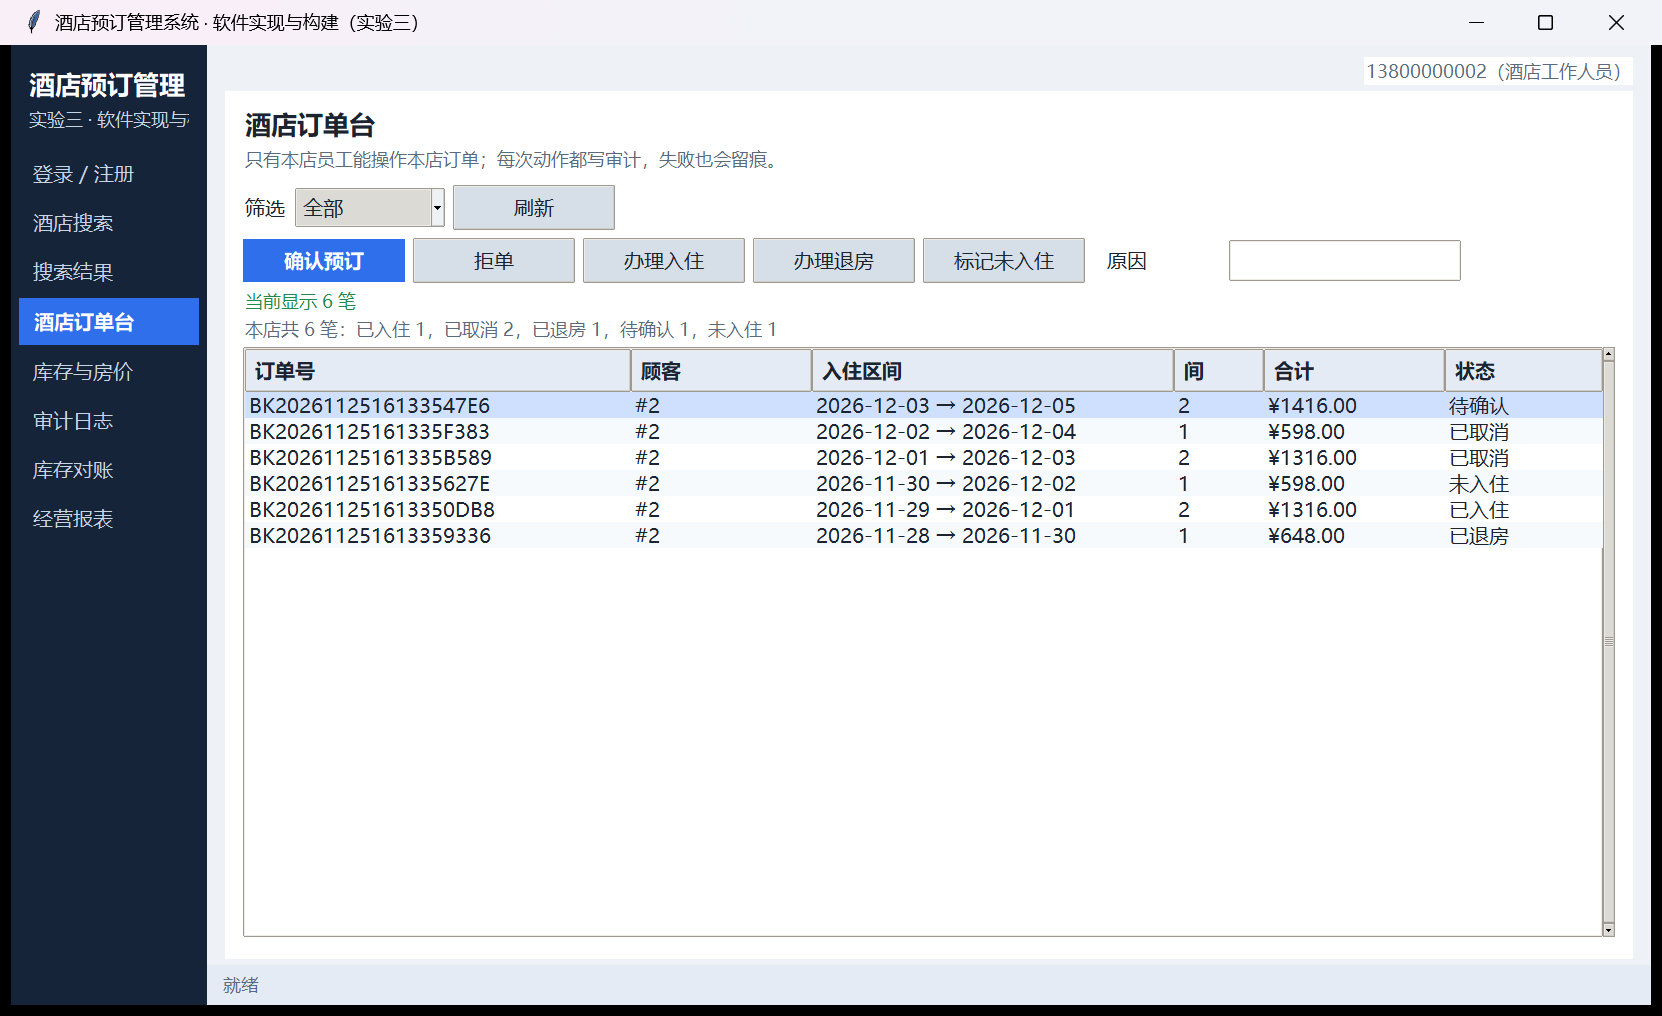 酒店预订管理系统 · 软件实现与构建（实验三）
13800000002（酒店工作人员）
酒店预订管理
实验三 · 软件实现与
登录 / 注册
酒店搜索
搜索结果
酒店订单台
库存与房价
审计日志
库存对账
经营报表
酒店订单台
只有本店员工能操作本店订单；每次动作都写审计，失败也会留痕。
筛选 全部 刷新
确认预订 拒单 办理入住 办理退房 标记未入住 原因
当前显示 6 笔
本店共 6 笔：已入住 1，已取消 2，已退房 1，待确认 1，未入住 1
订单号 顾客 入住区间 间 合计 状态
BK2026112516133547E6 #2 2026-12-03 → 2026-12-05 2 ¥1416.00 待确认
BK20261125161335F383 #2 2026-12-02 → 2026-12-04 1 ¥598.00 已取消
BK20261125161335B589 #2 2026-12-01 → 2026-12-03 2 ¥1316.00 已取消
BK20261125161335627E #2 2026-11-30 → 2026-12-02 1 ¥598.00 未入住
BK202611251613350DB8 #2 2026-11-29 → 2026-12-01 2 ¥1316.00 已入住
BK202611251613359336 #2 2026-11-28 → 2026-11-30 1 ¥648.00 已退房
就绪